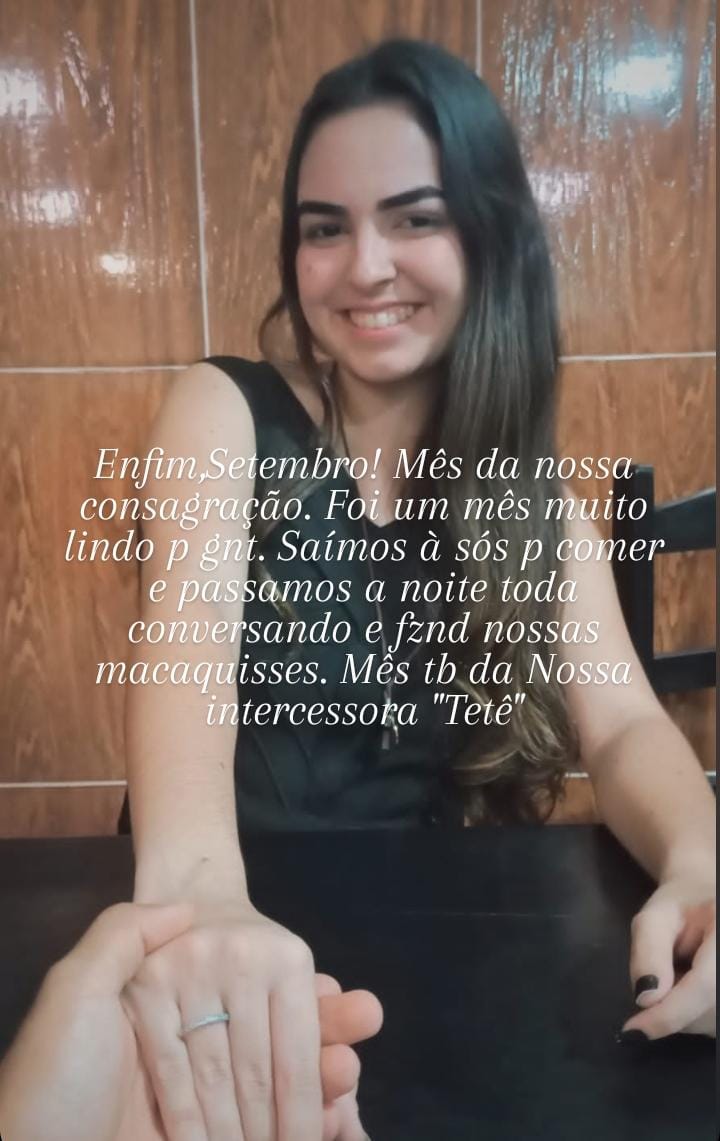 Enfim,Setembro! Mês da nossa
consagração. Foi um mês muito
lindo p gnt. Saímos à sós p comer
e passamos a noite toda
conversando e fznd nossas
macaquisses. Mês tb da Nossa
intercessora "Tetê"